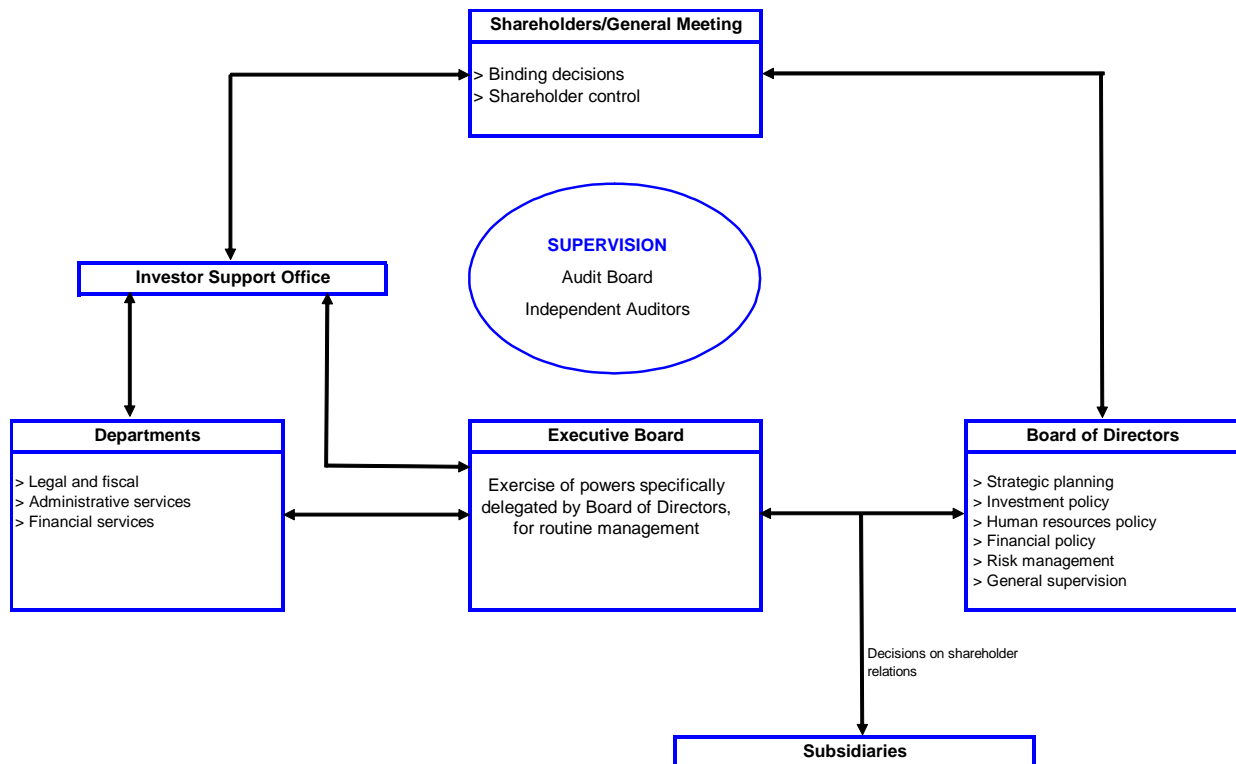 Shareholders/General Meeting
> Binding decisions
> Shareholder control
SUPERVISION
Audit Board
Independent Auditors
Investor Support Office
Departments
> Legal and fiscal
> Administrative services
> Financial services
Executive Board
Exercise of powers specifically
delegated by Board of Directors,
for routine management
Board of Directors
> Strategic planning
> Investment policy
> Human resources policy
> Financial policy
> Risk management
> General supervision
Decisions on shareholder
relations
Subsidiaries